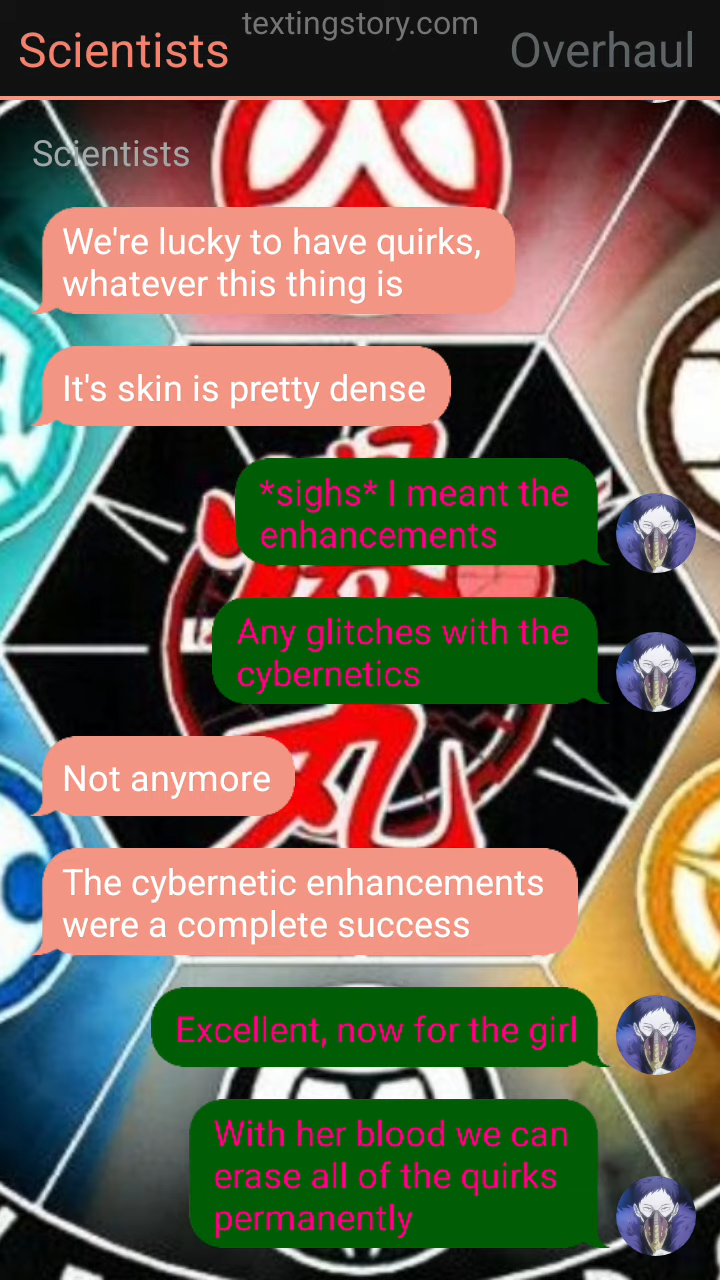 textingstory.com
Scientists
Overhaul
Scientists
We're lucky to have quirks,
whatever this thing is
It's skin is pretty dense
*sighs* I meant the
enhancements
Any glitches with the
cybernetics
Not anymore
The cybernetic enhancements
were a complete success
Excellent, now for the girl
With her blood we can
erase all of the quirks
permanently